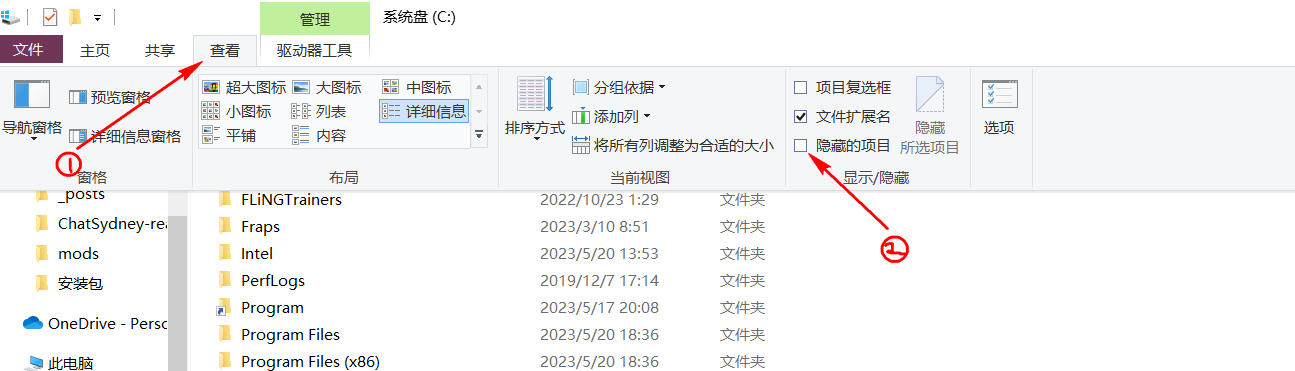 管理
系统盘 (C:)
文件 主页 共享 查看 驱动器工具
导航窗格
预览窗格
详细信息窗格
窗格
超大图标 大图标 中图标
小图标 列表 详细信息
平铺 内容
布局
排序方式
分组依据
添加列
将所有列调整为合适的大小
当前视图
项目复选框
文件扩展名
隐藏的项目
隐藏
所选项目
显示/隐藏
选项
1
2
_posts
ChatSydney-rea
mods
安装包
OneDrive - Perso
此电脑
FLiNGTrainers 2022/10/23 1:29 文件夹
Fraps 2023/3/10 8:51 文件夹
Intel 2023/5/20 13:53 文件夹
PerfLogs 2019/12/7 17:14 文件夹
Program 2023/5/17 20:08 文件夹
Program Files 2023/5/20 18:36 文件夹
Program Files (x86) 2023/5/20 18:36 文件夹